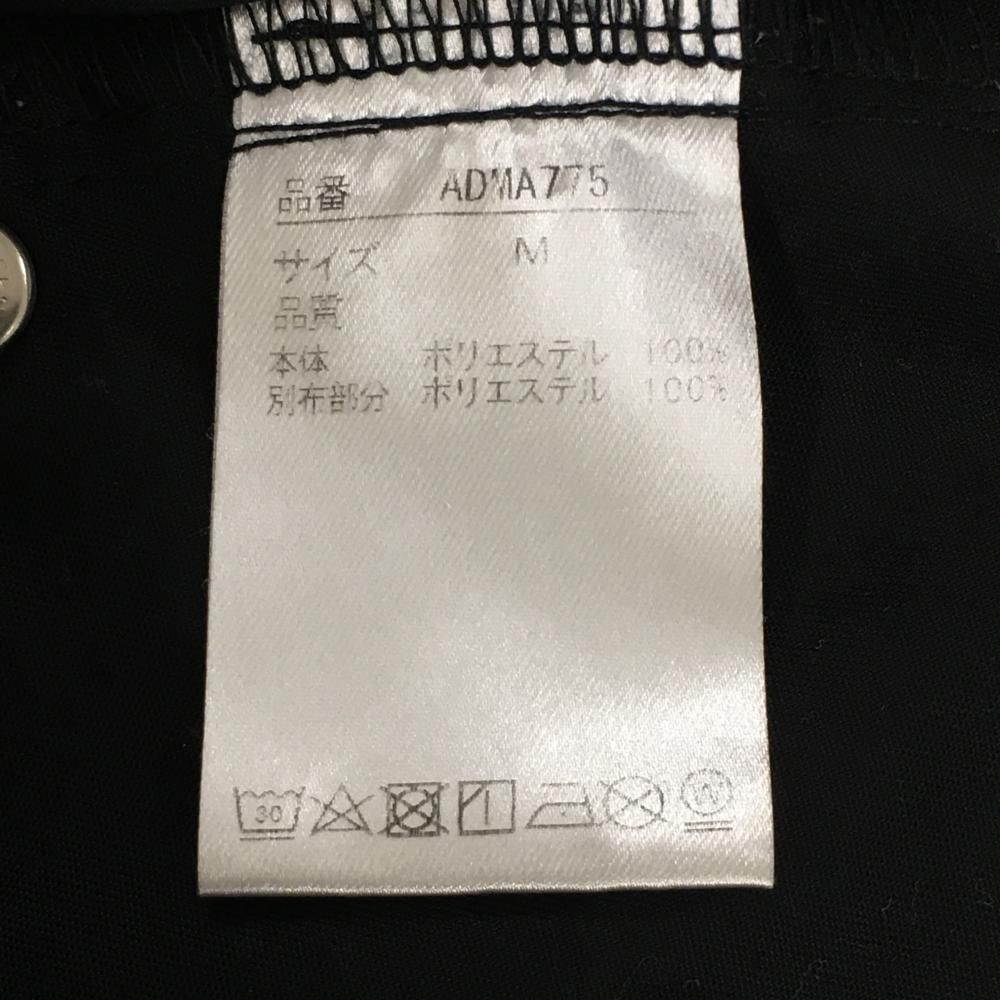 品番 ADMA775
サイズ M
品質
本体 ポリエステル 100%
別布部分 ポリエステル 100%
30 W